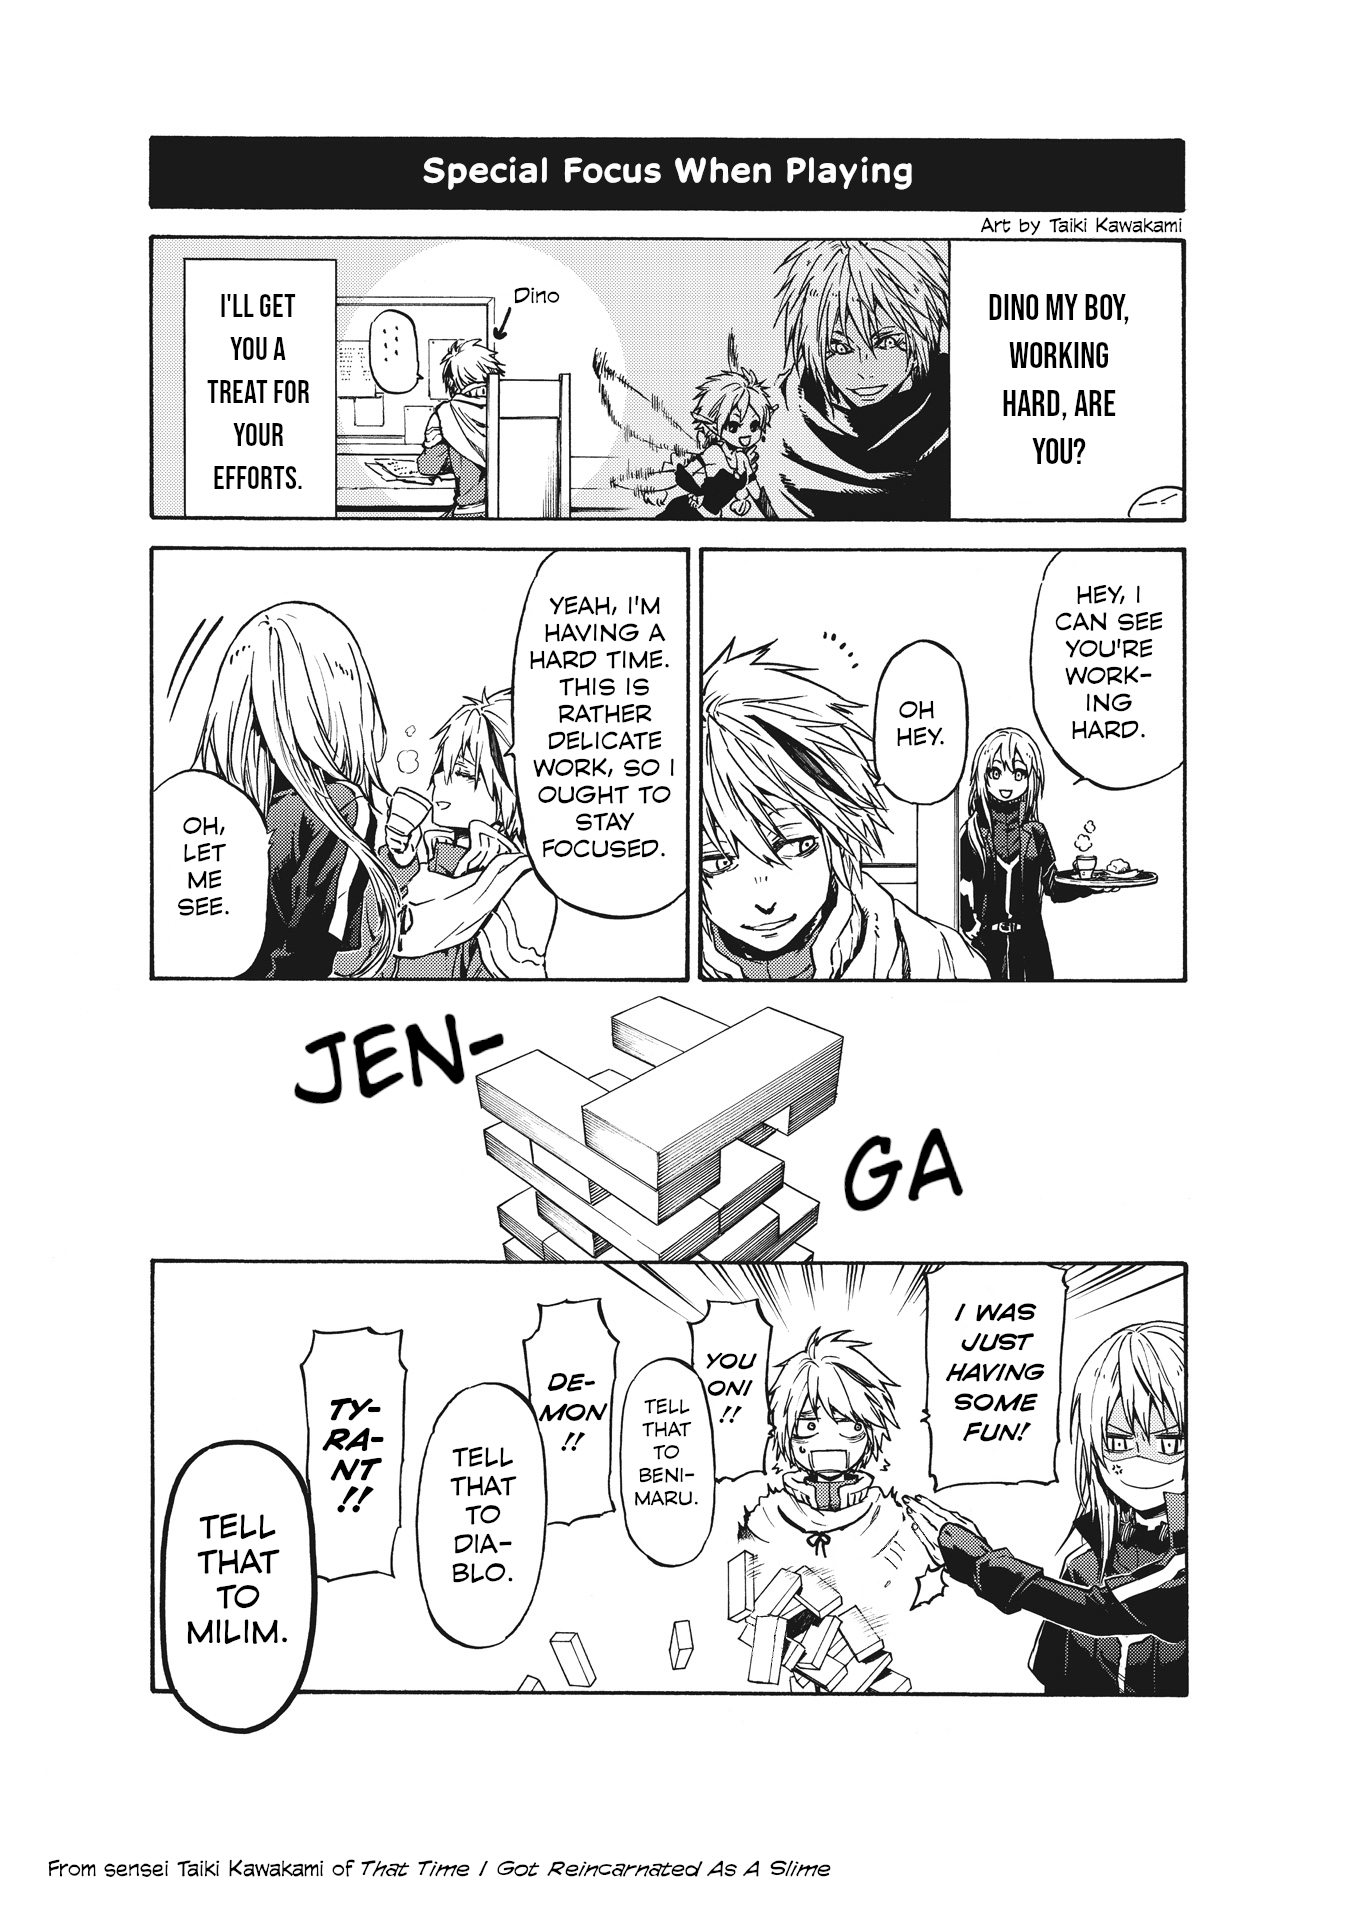 Special Focus When Playing
Art by Taiki Kawakami
DINO MY BOY,
WORKING
HARD, ARE
YOU?
Dino
I'LL GET
YOU A
TREAT FOR
YOUR
EFFORTS.
HEY, I
CAN SEE
YOU'RE
WORK-
ING
HARD.
OH
HEY.
YEAH, I'M
HAVING A
HARD TIME.
THIS IS
RATHER
DELICATE
WORK, SO I
OUGHT TO
STAY
FOCUSED.
OH,
LET
ME
SEE.
JEN-
GA
I WAS
JUST
HAVING
SOME
FUN!
YOU
ONI
!!
TELL
THAT
TO
BENI-
MARU.
DE-
MON
!!
TELL
THAT
TO
DIA-
BLO.
TY-
RA-
NT
!!
TELL
THAT
TO
MILIM.
From sensei Taiki Kawakami of That Time I Got Reincarnated As A Slime